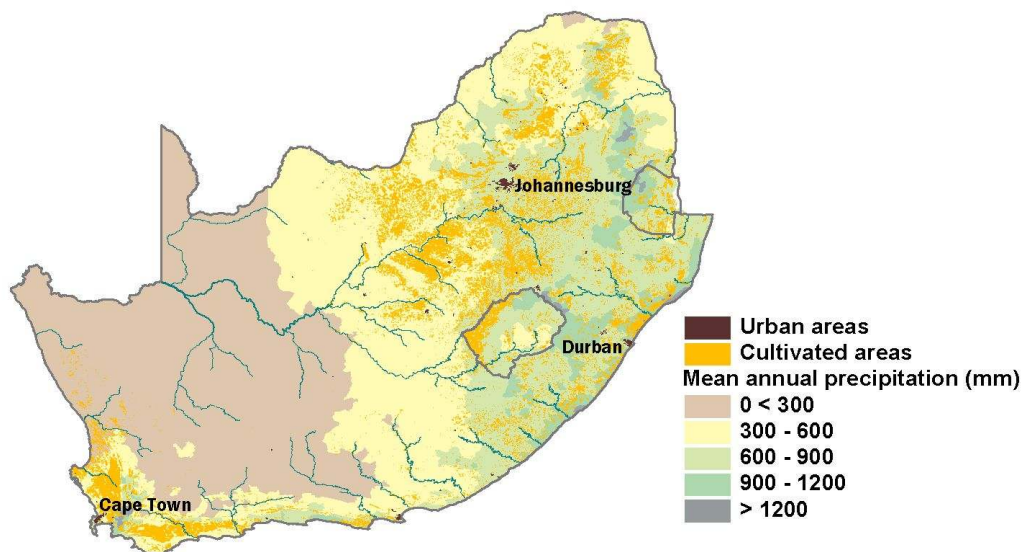 Johannesburg
Durban
Cape Town
Urban areas
Cultivated areas
Mean annual precipitation (mm)
0 < 300
300 - 600
600 - 900
900 - 1200
> 1200